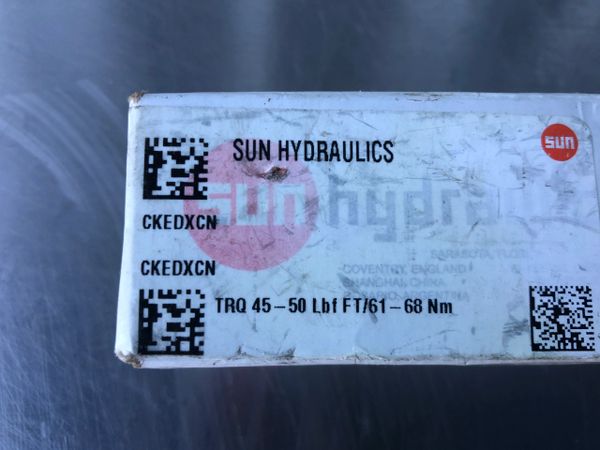 SUN HYDRAULICS
sun
CKEDXCN
sun hydra
CKEDXCN
SARASOTA, FLOR
COVENTRY, ENGLAND
SHANGHAI, CHINA
TRQ 45-50 Lbf FT/61-68 Nm